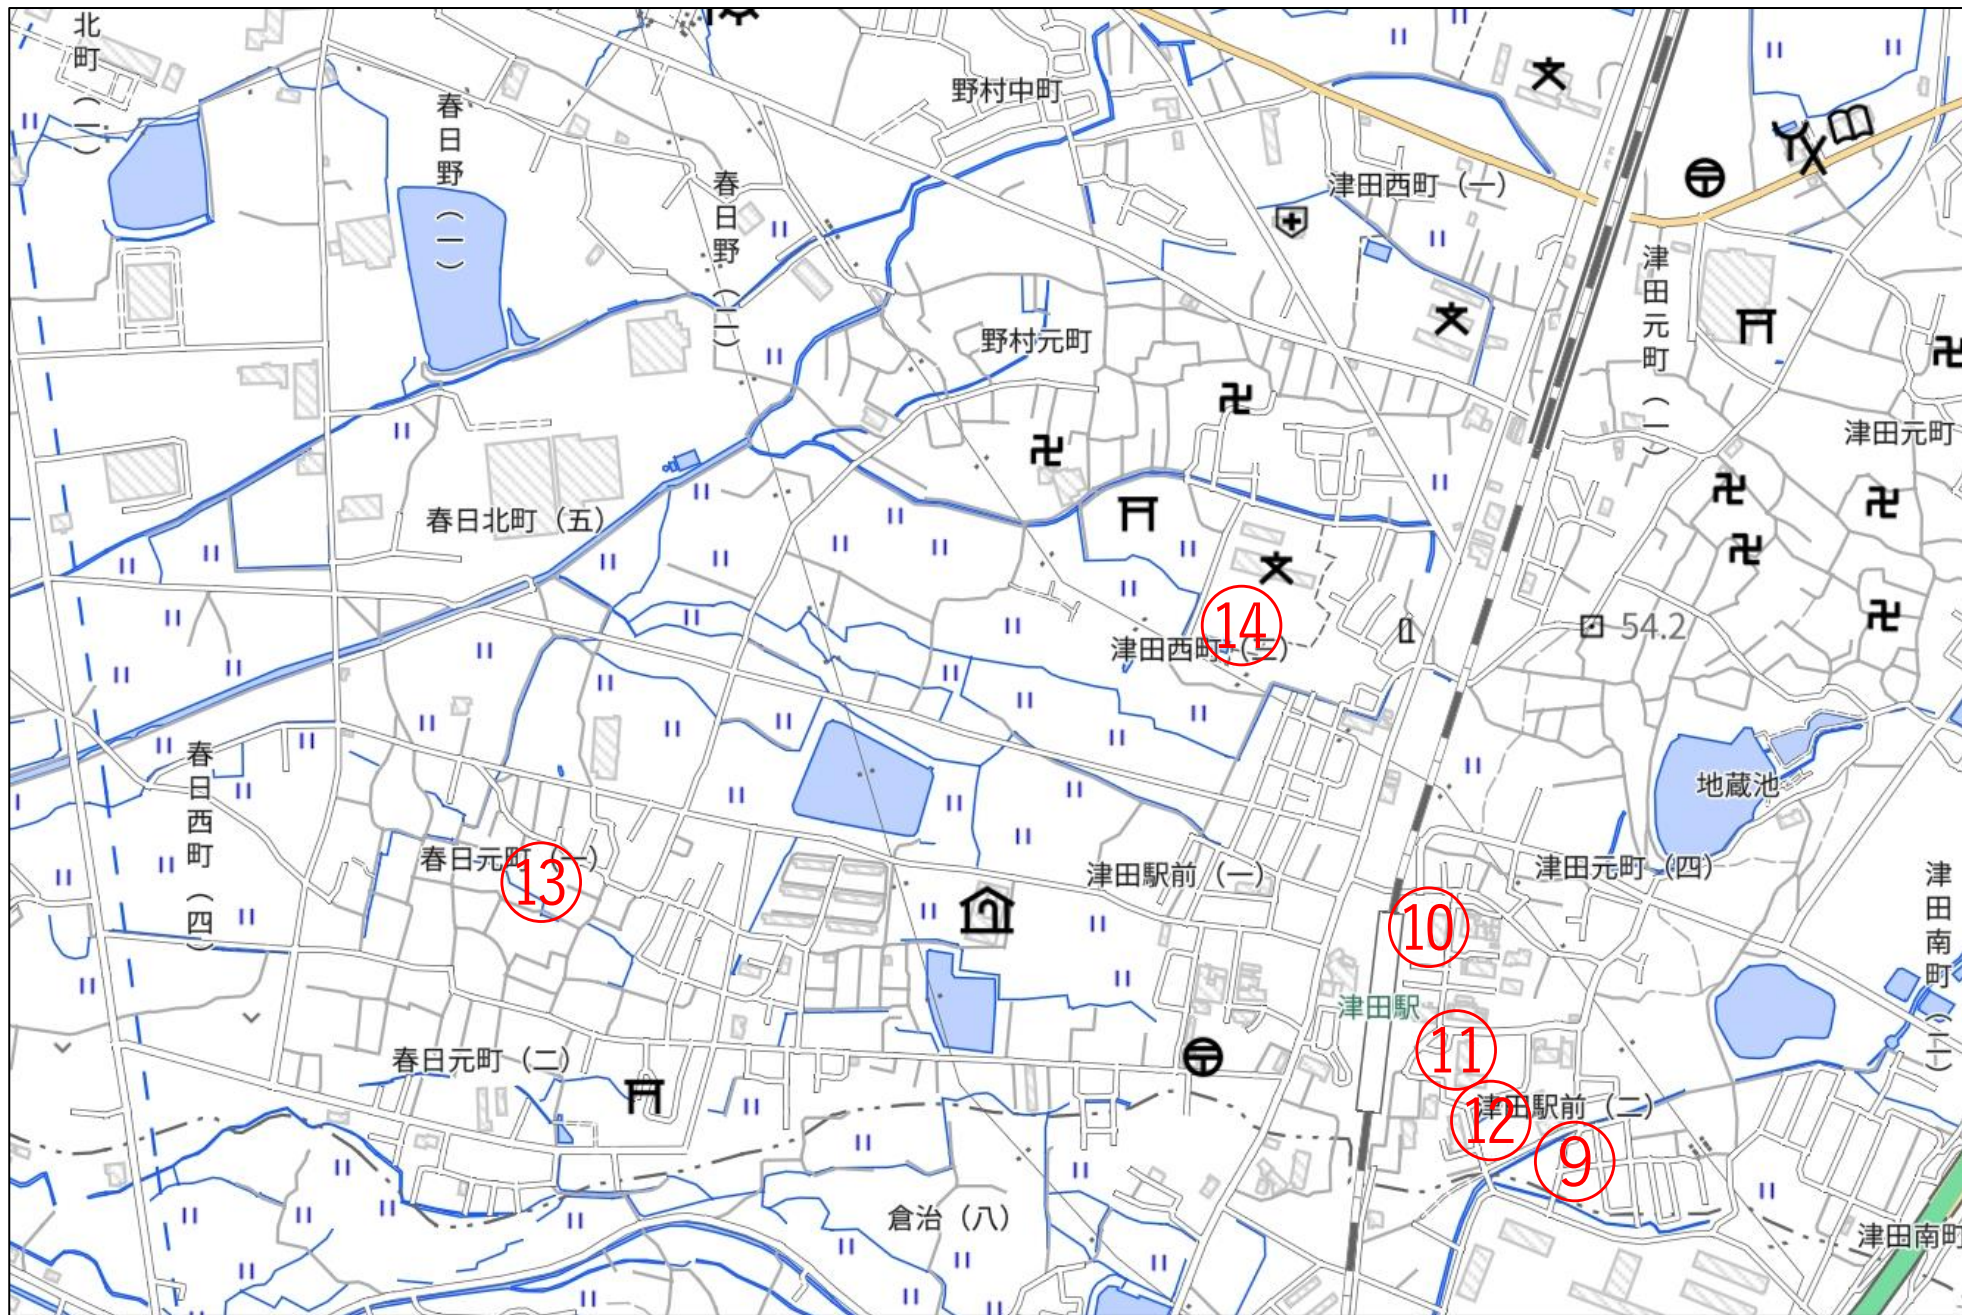 北町（一）
春日野（一）
春日野（二）
野村中町
津田西町（一）
津田元町（一）
野村元町
津田元町
春日北町（五）
54.2
津田西町（三）
⑭
春日西町（四）
地蔵池
春日元町（一）
⑬
津田駅前（一）
津田元町（四）
津田南町（二）
⑩
津田駅
⑪
春日元町（二）
津田駅前（二）
⑫
⑨
倉治（八）
津田南町